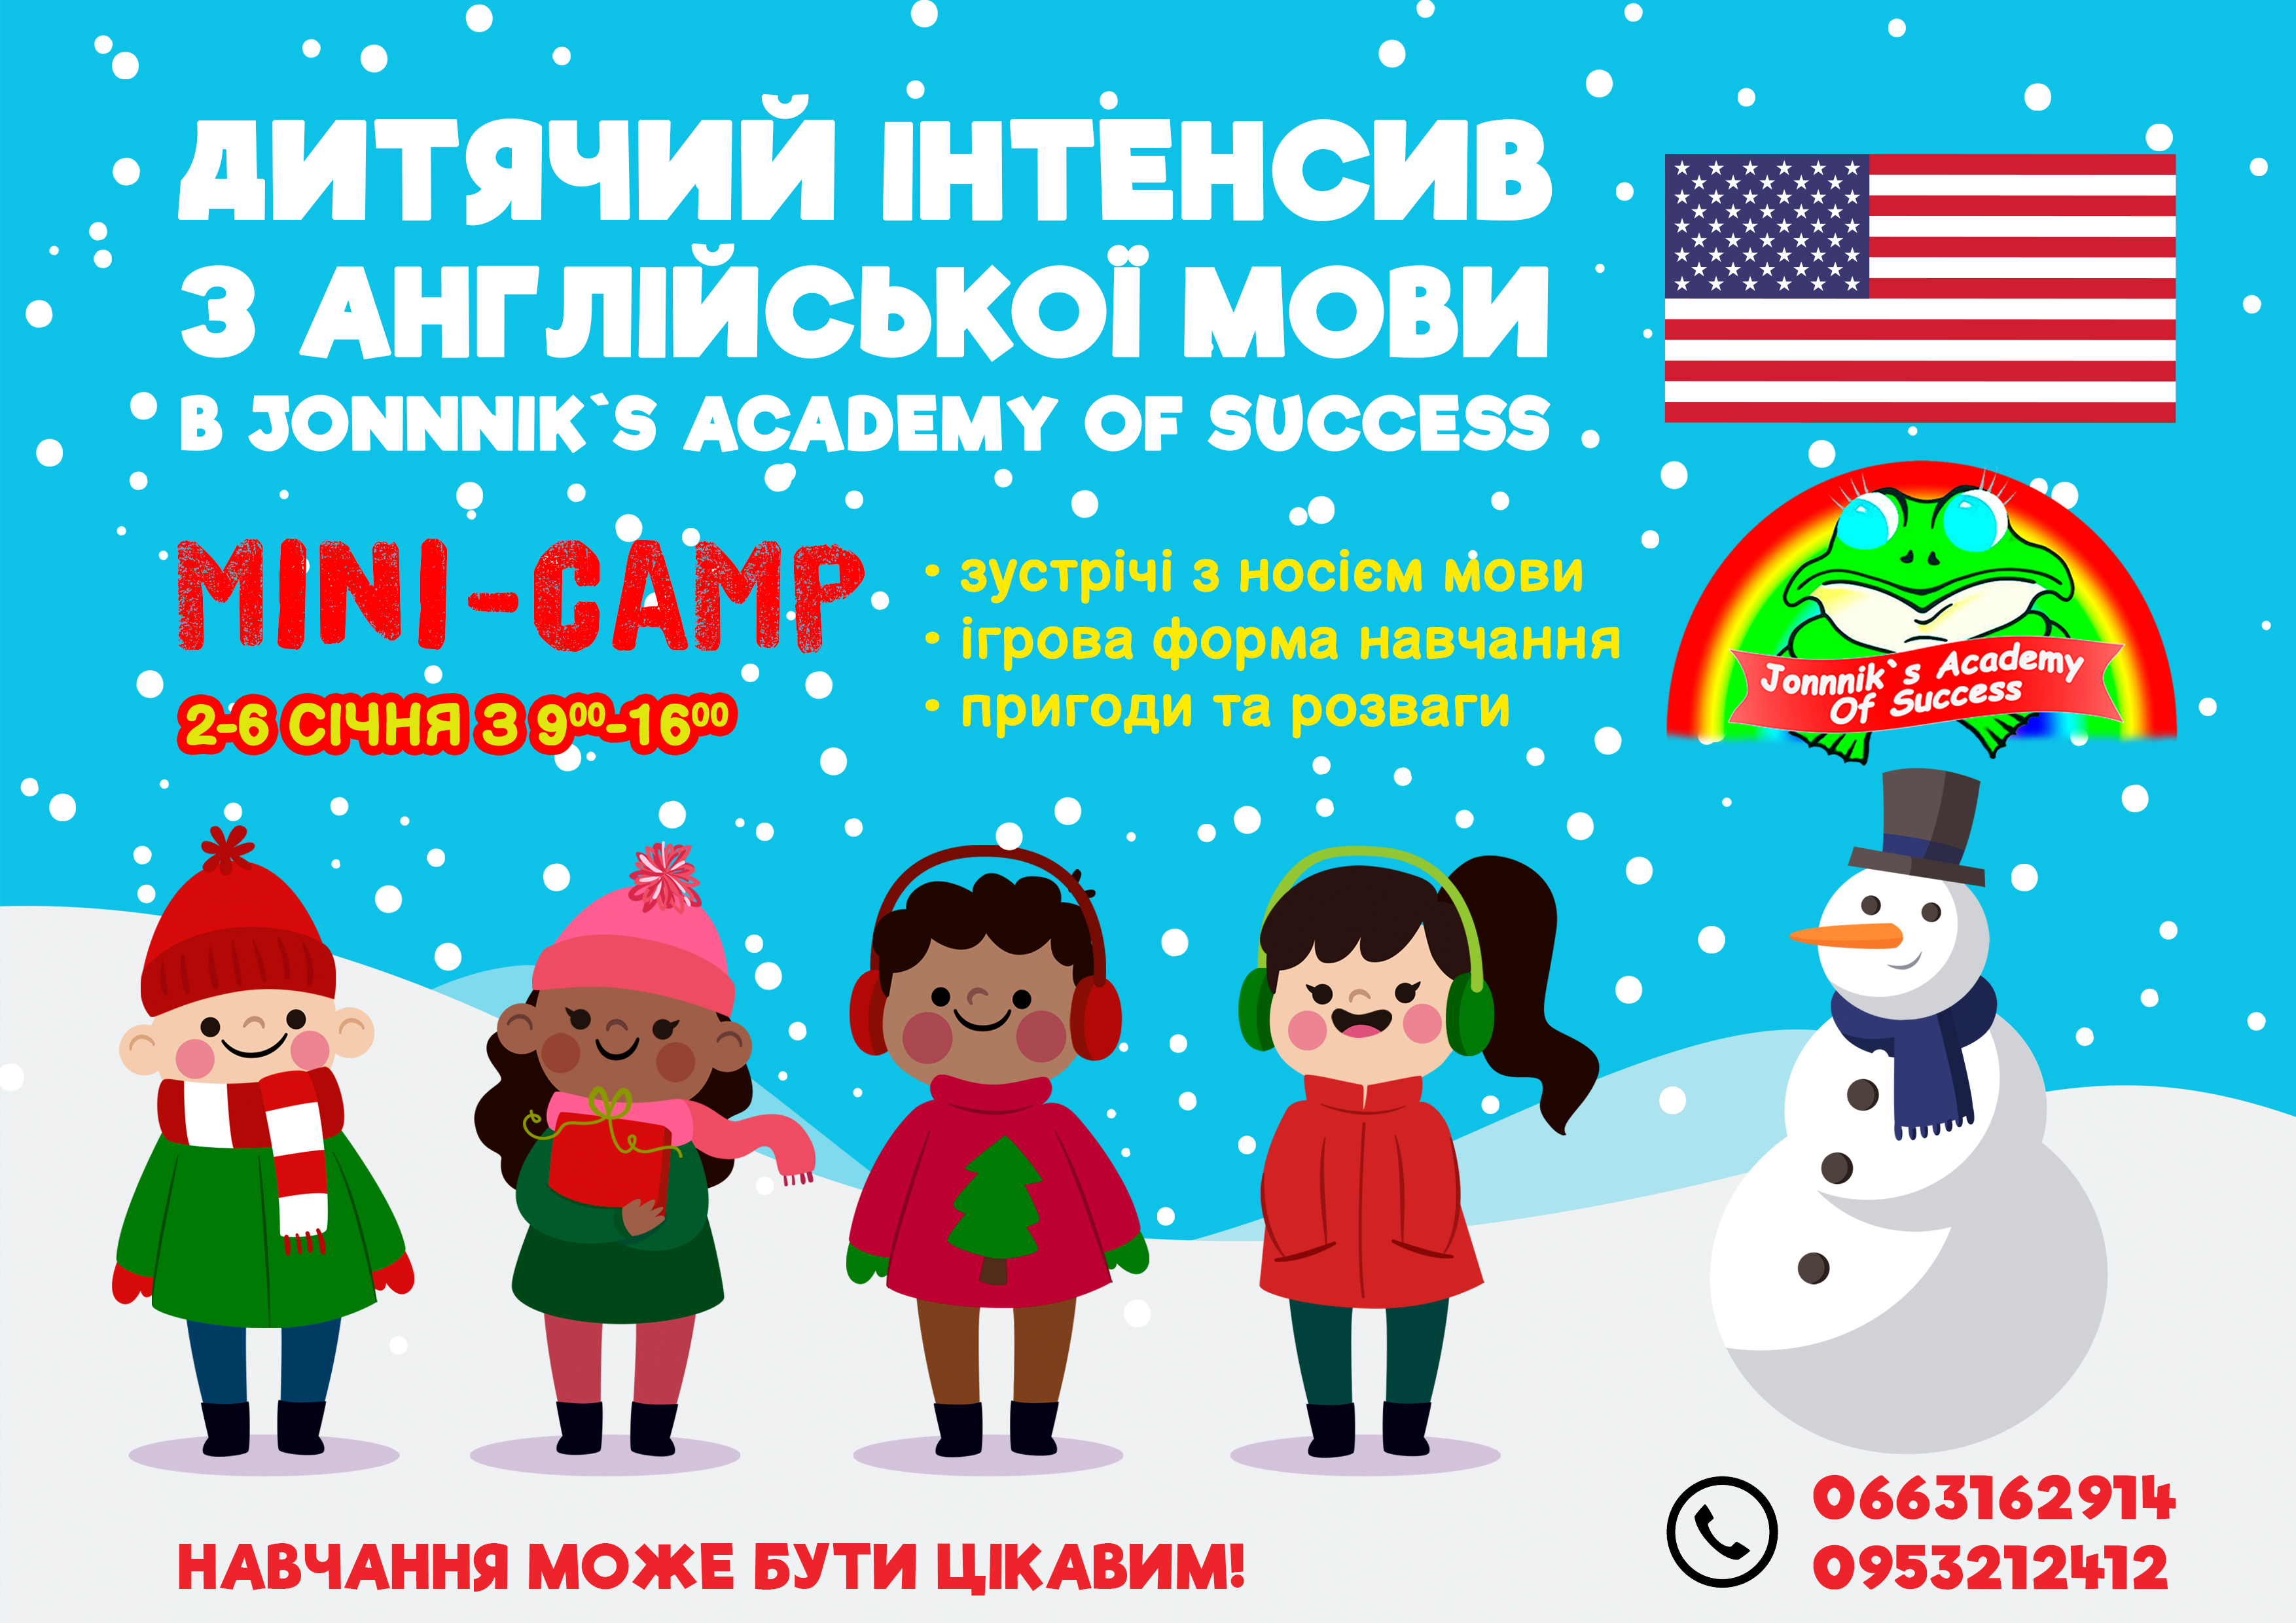 ДИТЯЧИЙ ІНТЕНСИВ
З АНГЛІЙСЬКОЇ МОВИ
В JONNNIK`S ACADEMY OF SUCCESS
MINI-CAMP
2-6 СІЧНЯ З 9⁰⁰-16⁰⁰
• зустрічі з носієм мови
• ігрова форма навчання
• пригоди та розваги
Jonnnik`s Academy
Of Success
НАВЧАННЯ МОЖЕ БУТИ ЦІКАВИМ!
0663162914
0953212412